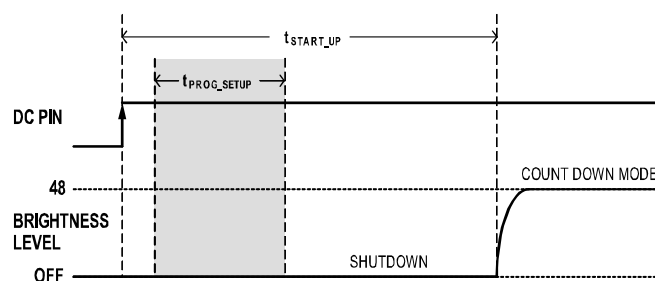 tSTART_UP
tPROG_SETUP
DC PIN
48
COUNT DOWN MODE
BRIGHTNESS
LEVEL
SHUTDOWN
OFF